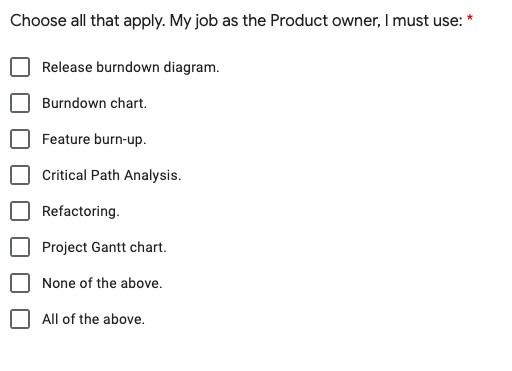 Choose all that apply. My job as the Product owner, I must use: *
Release burndown diagram.
Burndown chart.
Feature burn-up.
Critical Path Analysis.
Refactoring.
Project Gantt chart.
None of the above.
All of the above.